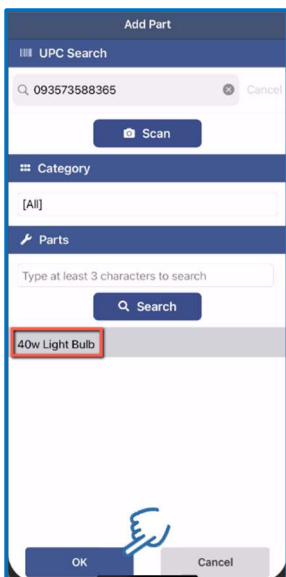 Add Part
UPC Search
093573588365 Cancel
Scan
Category
[All]
Parts
Type at least 3 characters to search
Search
40w Light Bulb
OK Cancel